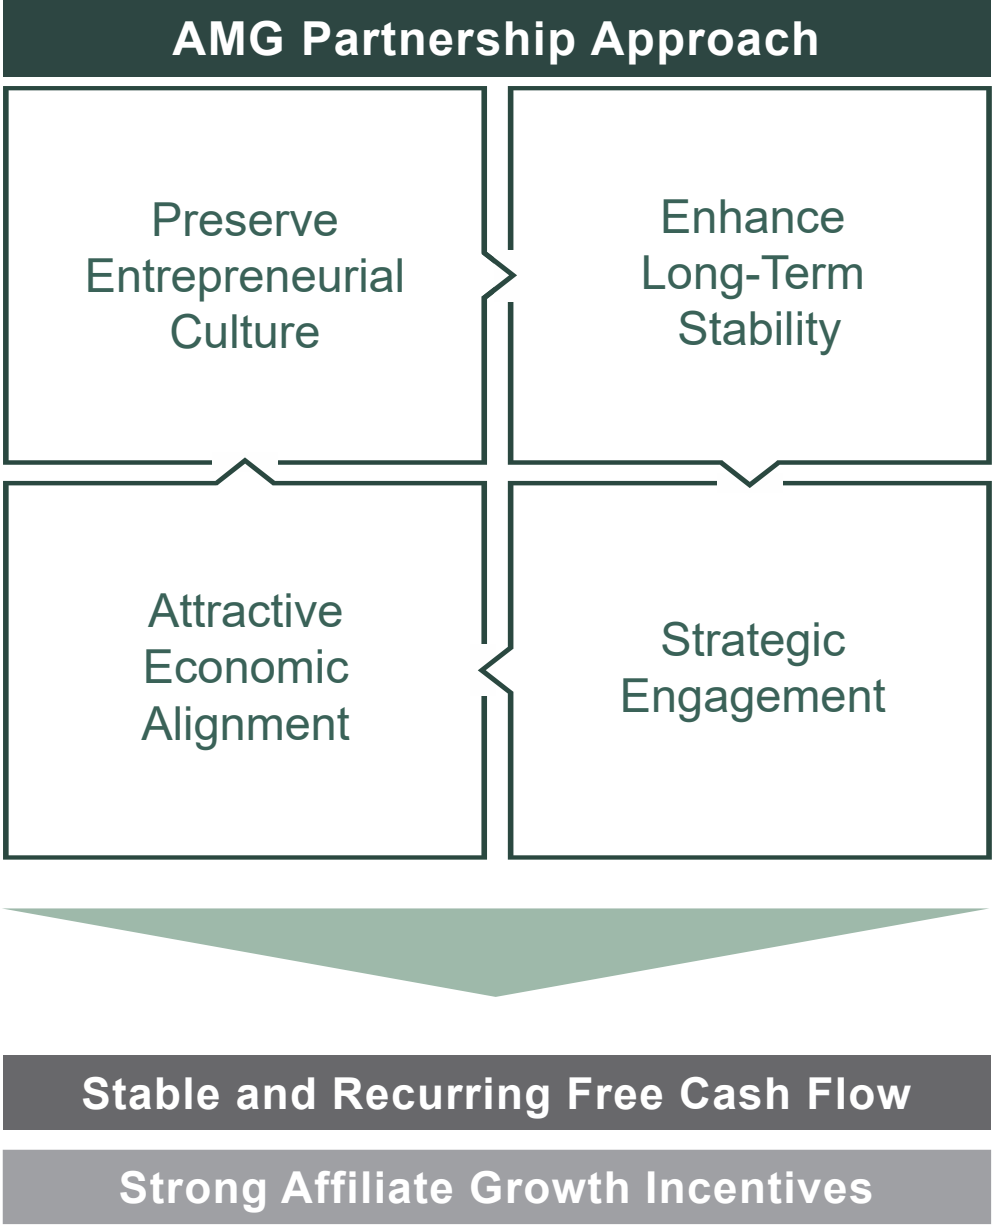 AMG Partnership Approach
Preserve
Entrepreneurial
Culture
Enhance
Long-Term
Stability
Attractive
Economic
Alignment
Strategic
Engagement
Stable and Recurring Free Cash Flow
Strong Affiliate Growth Incentives